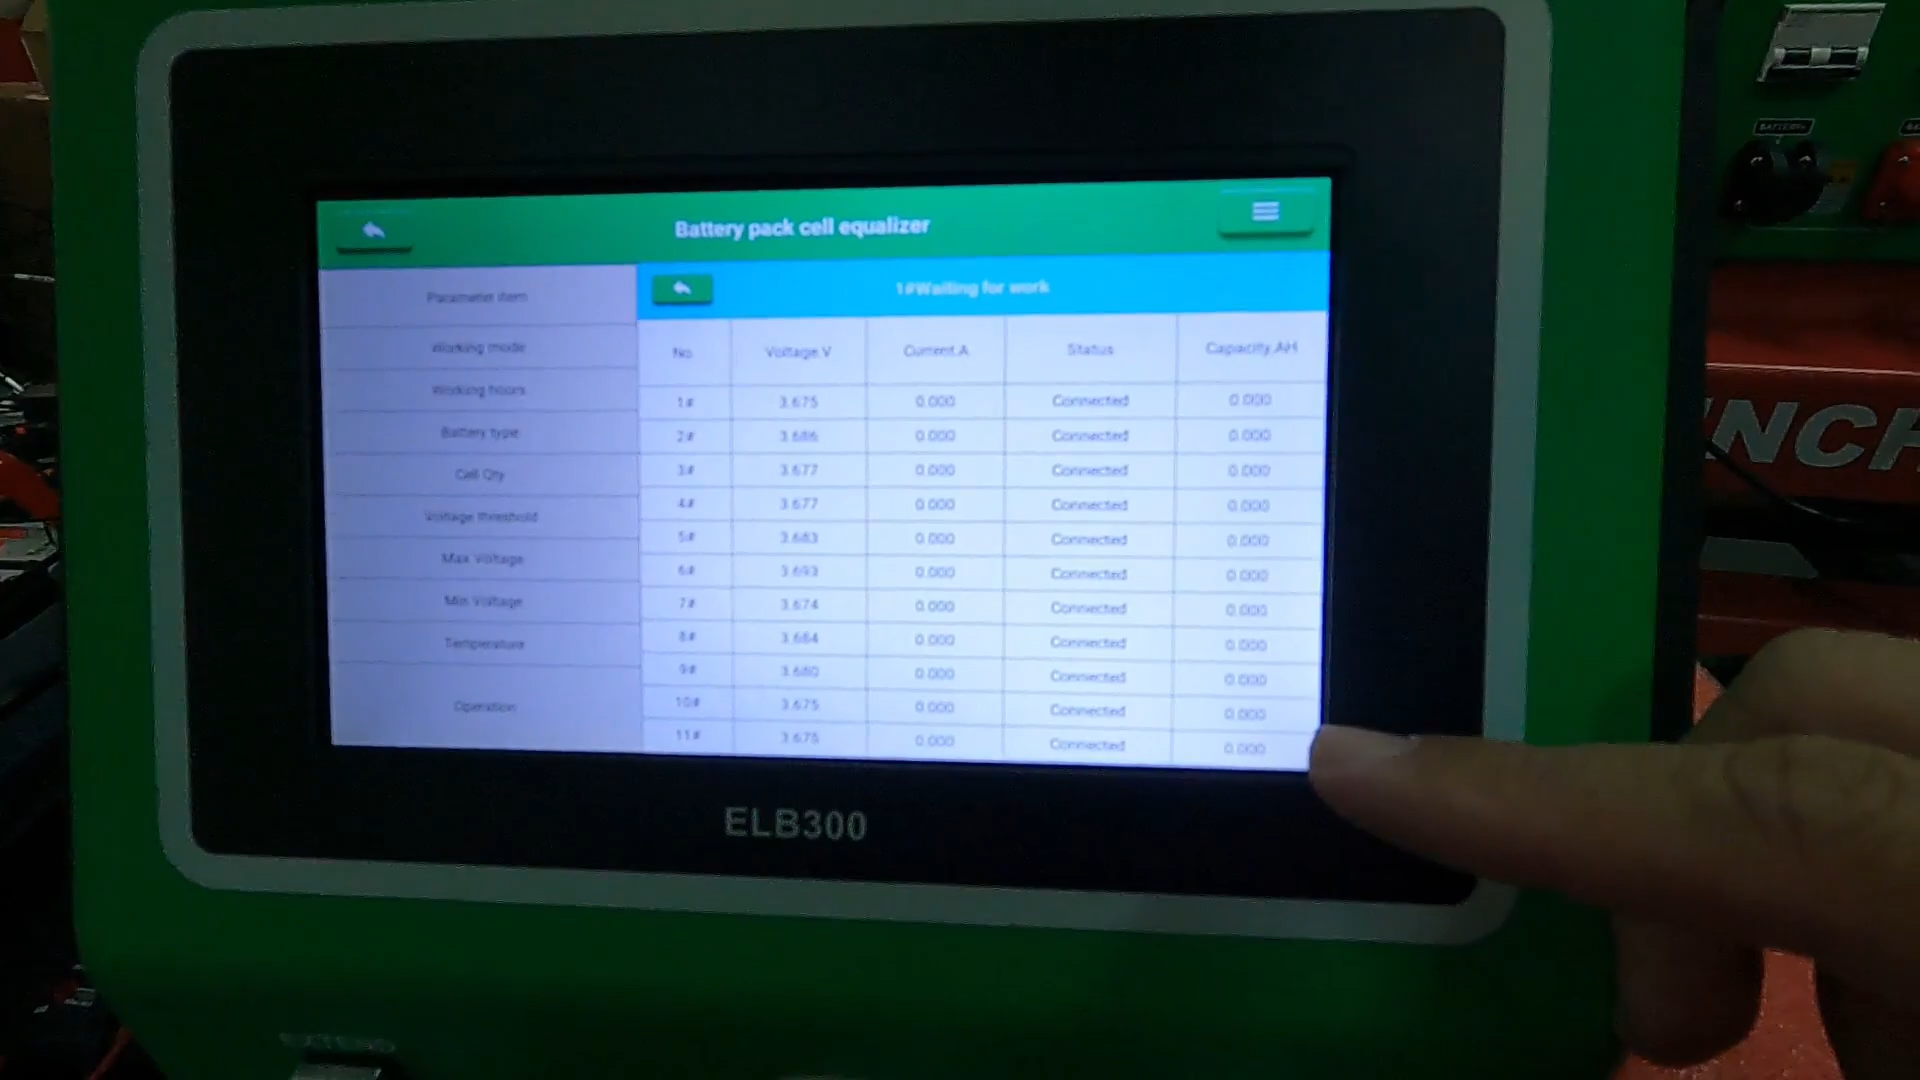 BATTERY+
Battery pack cell equalizer
Parameter item
1#Waiting for work
Working mode
No. Voltage.V Current.A Status Capacity.AH
Working hours
1# 3.675 0.000 Connected 0.000
Battery type
2# 3.686 0.000 Connected 0.000
Cell Qty
3# 3.677 0.000 Connected 0.000
4# 3.677 0.000 Connected 0.000
Voltage threshold
5# 3.683 0.000 Connected 0.000
Max Voltage
6# 3.693 0.000 Connected 0.000
Min Voltage
7# 3.674 0.000 Connected 0.000
Temperature
8# 3.684 0.000 Connected 0.000
9# 3.680 0.000 Connected 0.000
Operation
10# 3.675 0.000 Connected 0.000
11# 0.000 Connected 0.000
NCH
ELB300
EXTEND